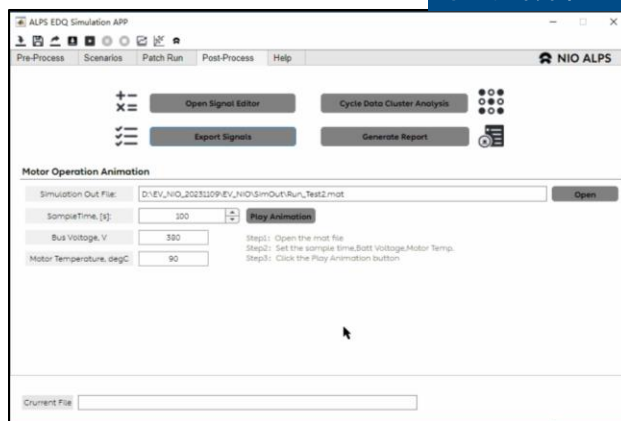 ALPS EDQ Simulation APP
Pre-Process Scenarios Patch Run Post-Process Help NIO ALPS
Open Signal Editor Cycle Data Cluster Analysis
Export Signals Generate Report
Motor Operation Animation
Simulation Out File: D:\EV_NIO_20231109\EV_NIO\SimOut\Run_Test2.mat Open
SampleTime, [s]: 100 Play Animation
Bus Voltage, V 380 Step1: Open the mat file
Step2: Set the sample time,Batt Voltage,Motor Temp.
Motor Temperature, degC 90 Step3: Click the Play Animation button
Crurrent File